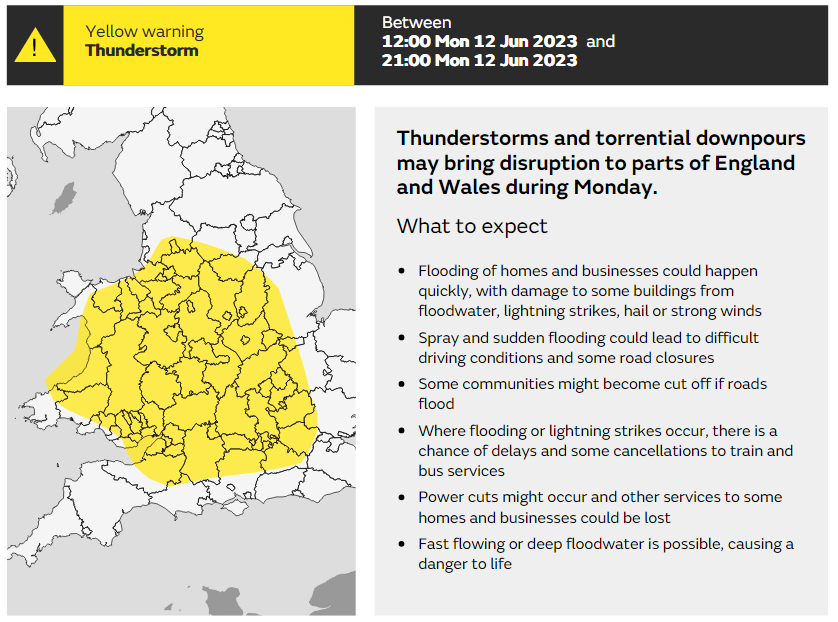 Yellow warning
Thunderstorm
Between
12:00 Mon 12 Jun 2023 and
21:00 Mon 12 Jun 2023
Thunderstorms and torrential downpours
may bring disruption to parts of England
and Wales during Monday.
What to expect
• Flooding of homes and businesses could happen
quickly, with damage to some buildings from
floodwater, lightning strikes, hail or strong winds
• Spray and sudden flooding could lead to difficult
driving conditions and some road closures
• Some communities might become cut off if roads
flood
• Where flooding or lightning strikes occur, there is a
chance of delays and some cancellations to train and
bus services
• Power cuts might occur and other services to some
homes and businesses could be lost
• Fast flowing or deep floodwater is possible, causing a
danger to life